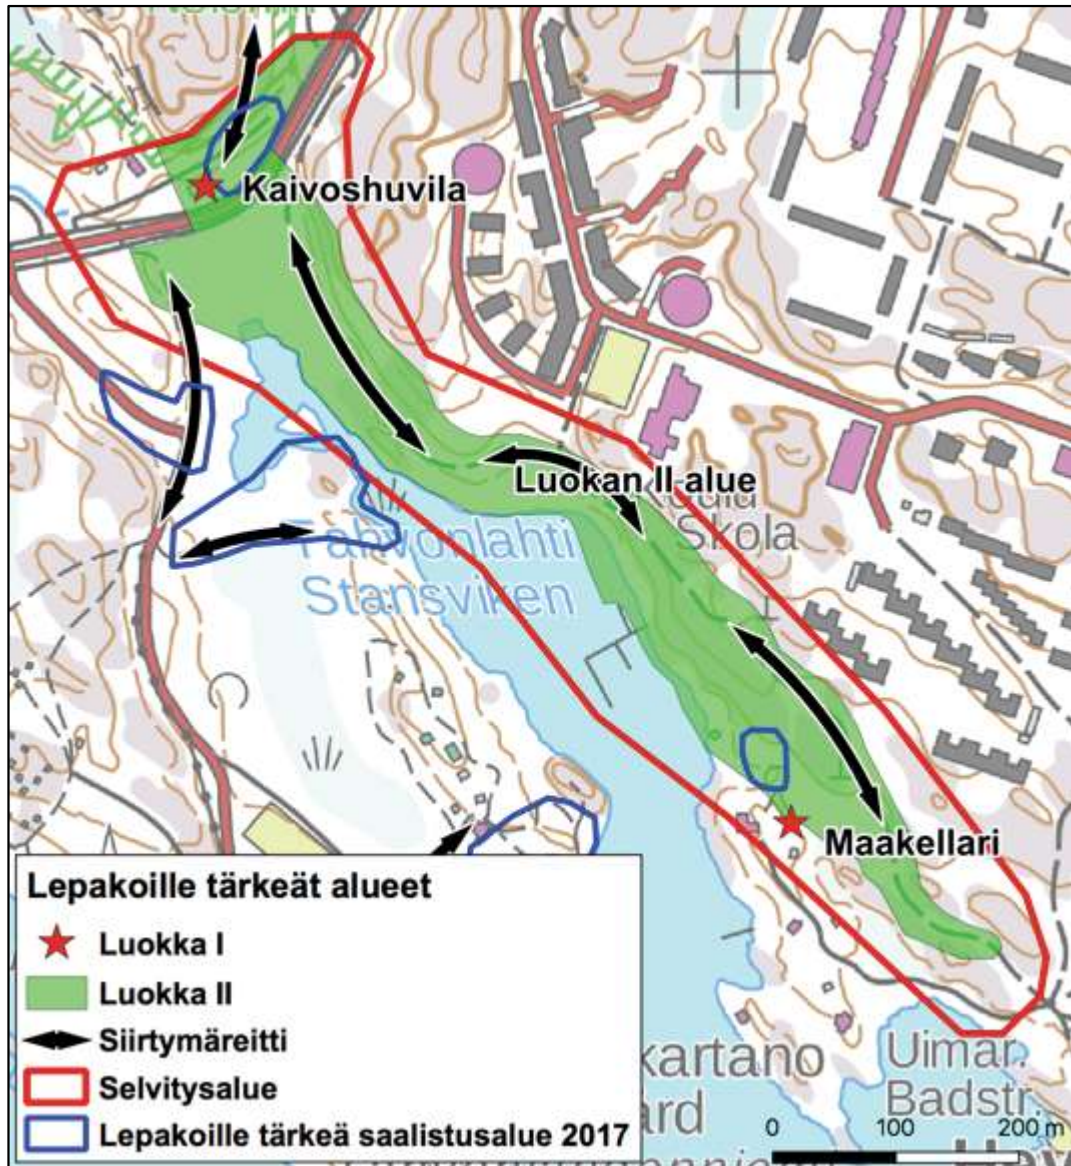 Kaivoshuvila
Luokan II alue
Skola
Stansviken
Maakellari
Lepakoille tärkeät alueet
Luokka I
Luokka II
Siirtymäreitti
Selvitysalue
Lepakoille tärkeä saalistusalue 2017
kartano
ård
Uimar.
Badstr.
0 100 200 m